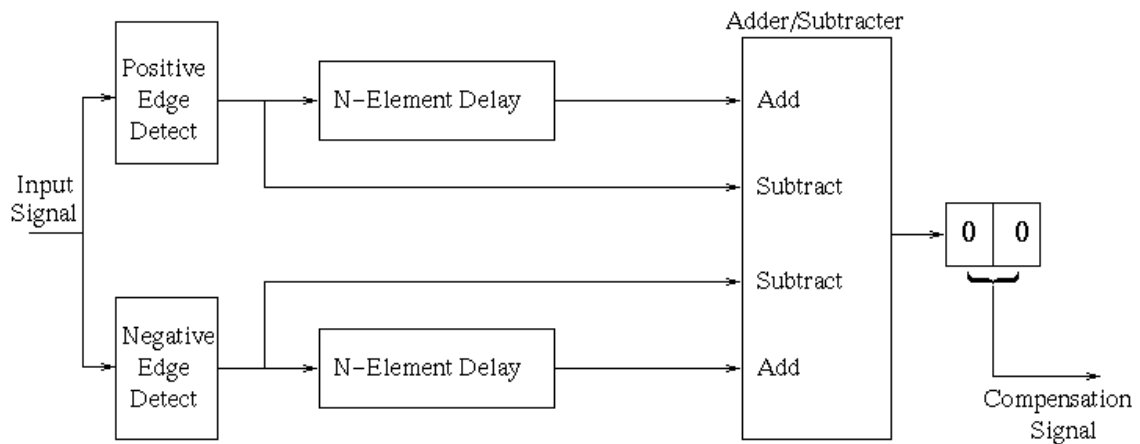 Adder/Subtracter
Positive
Edge
Detect
N-Element Delay
Add
Subtract
Input
Signal
0 0
Subtract
Negative
Edge
Detect
N-Element Delay
Add
Compensation
Signal